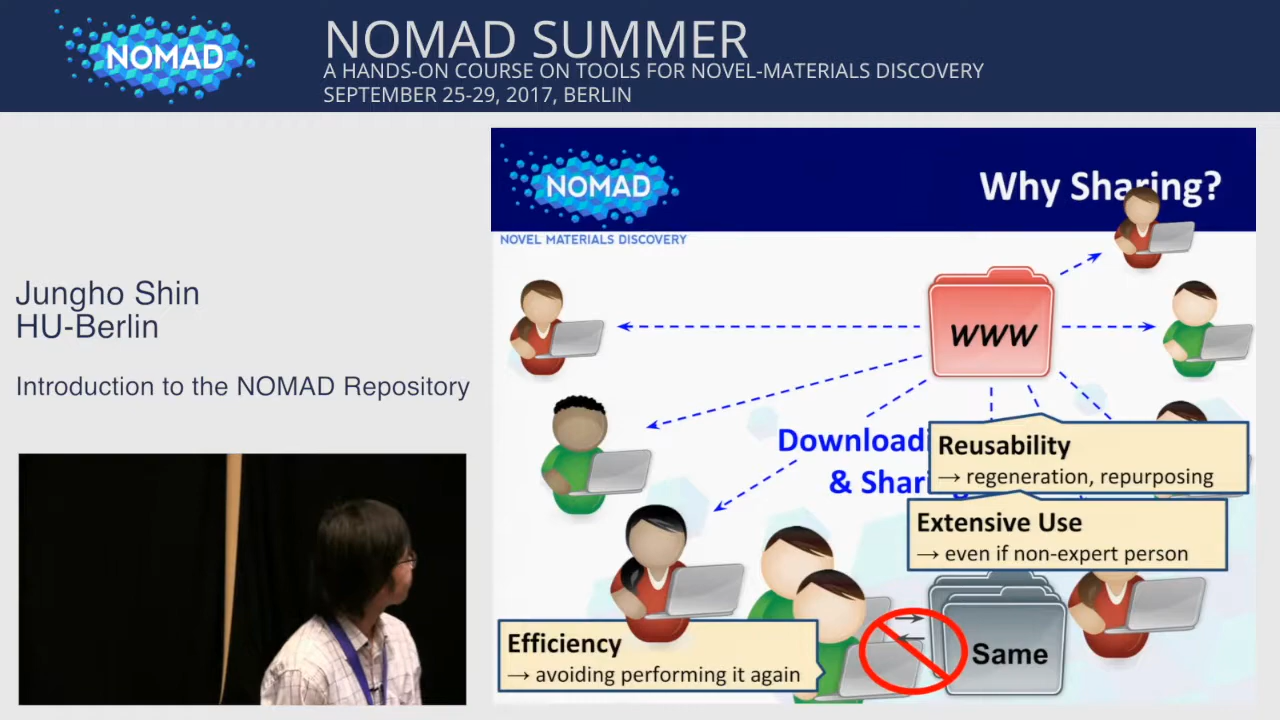 NOMAD
NOMAD SUMMER
A HANDS-ON COURSE ON TOOLS FOR NOVEL-MATERIALS DISCOVERY
SEPTEMBER 25-29, 2017, BERLIN
Jungho Shin
HU-Berlin
Introduction to the NOMAD Repository
NOMAD
NOVEL MATERIALS DISCOVERY
Why Sharing?
www
Downloadi
& Shari
Reusability
→ regeneration, repurposing
Extensive Use
→ even if non-expert person
Efficiency
→ avoiding performing it again
Same